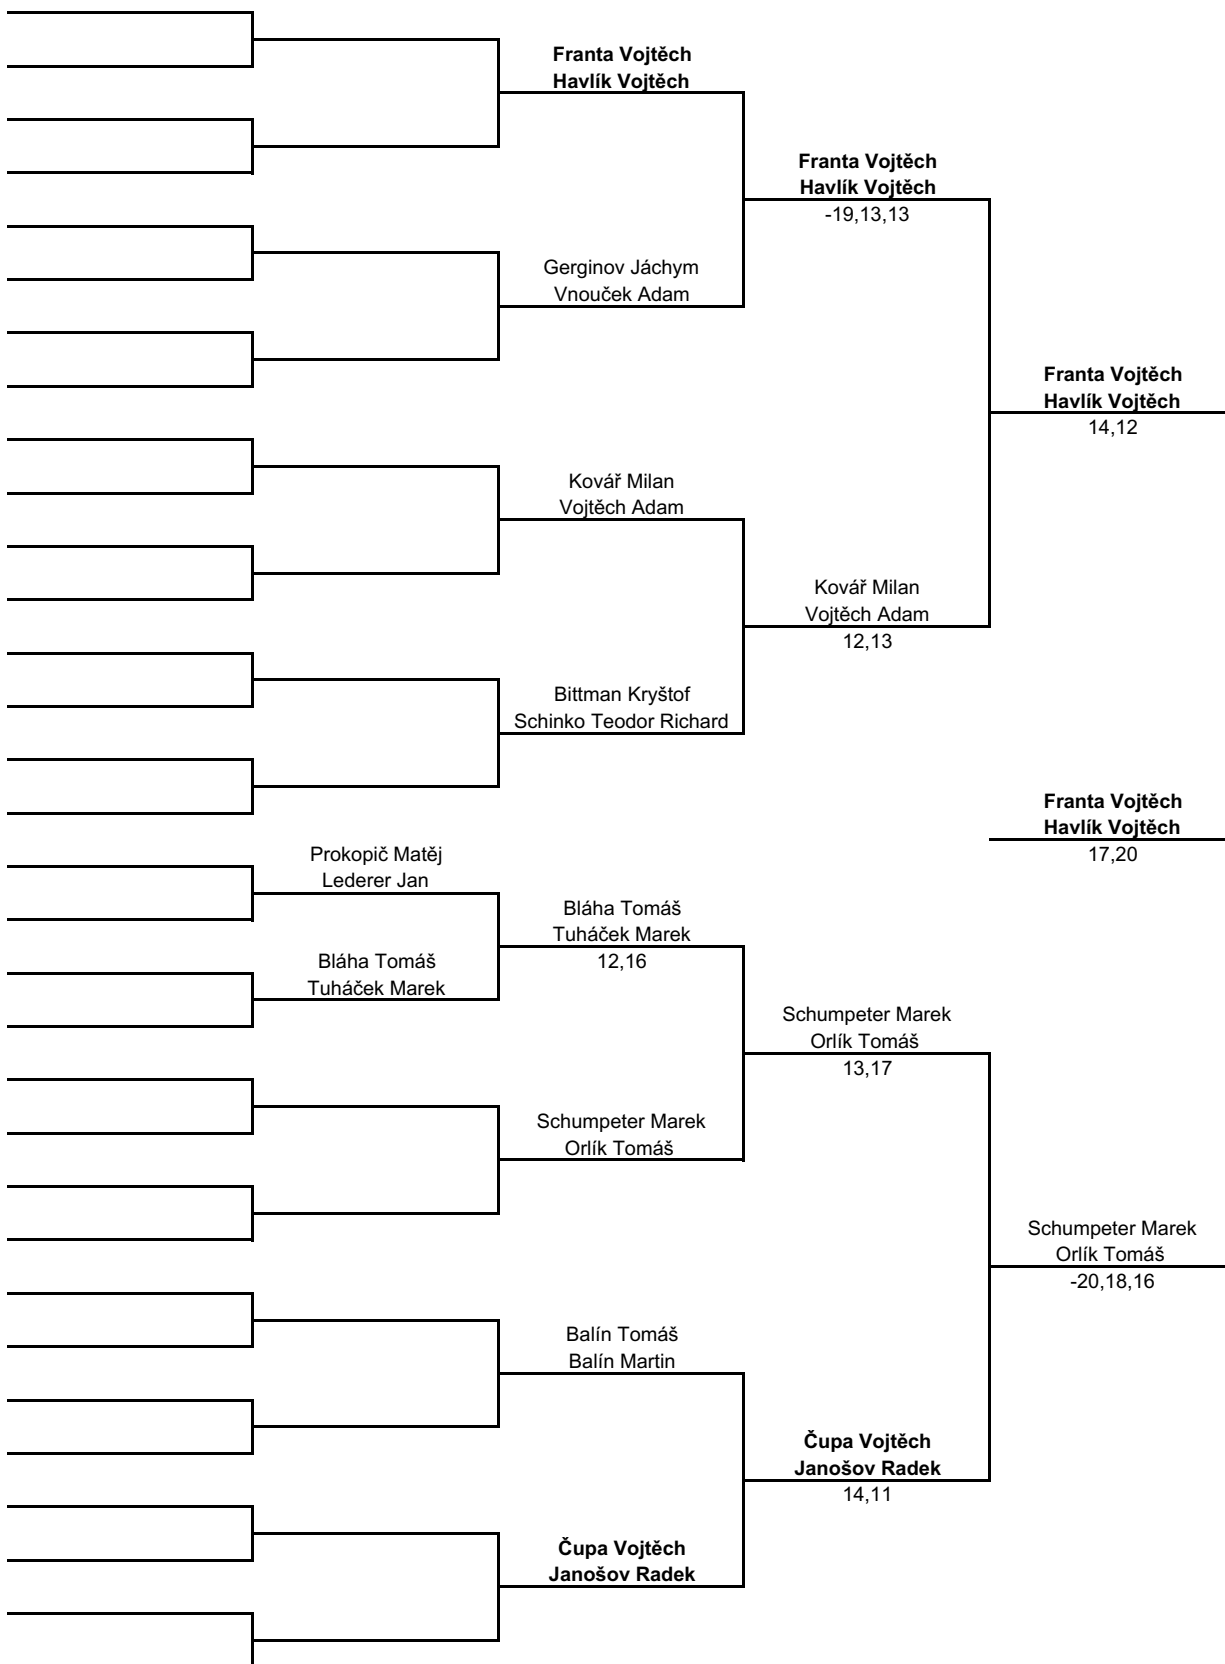 Franta Vojtěch
Havlík Vojtěch
Franta Vojtěch
Havlík Vojtěch
-19,13,13
Gerginov Jáchym
Vnouček Adam
Franta Vojtěch
Havlík Vojtěch
14,12
Kovář Milan
Vojtěch Adam
Kovář Milan
Vojtěch Adam
12,13
Bittman Kryštof
Schinko Teodor Richard
Franta Vojtěch
Havlík Vojtěch
17,20
Prokopič Matěj
Lederer Jan
Bláha Tomáš
Tuháček Marek
12,16
Bláha Tomáš
Tuháček Marek
Schumpeter Marek
Orlík Tomáš
13,17
Schumpeter Marek
Orlík Tomáš
Schumpeter Marek
Orlík Tomáš
-20,18,16
Balín Tomáš
Balín Martin
Čupa Vojtěch
Janošov Radek
14,11
Čupa Vojtěch
Janošov Radek